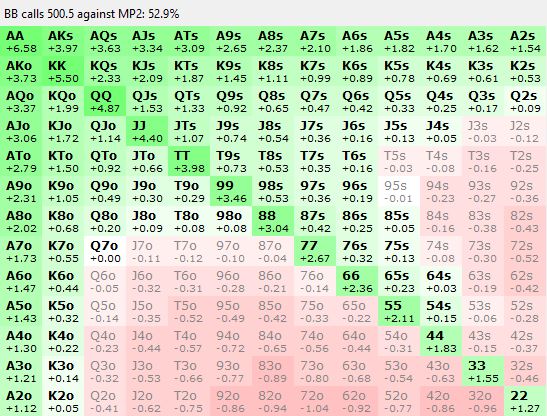 BB calls 500.5 against MP2: 52.9%
AA AKs AQs AJs ATs A9s A8s A7s A6s A5s A4s A3s A2s
+6.58 +3.97 +3.63 +3.34 +3.09 +2.65 +2.37 +2.10 +1.86 +1.82 +1.70 +1.62 +1.54
AKo KK KQs KJs KTs K9s K8s K7s K6s K5s K4s K3s K2s
+3.73 +5.50 +2.33 +2.09 +1.87 +1.45 +1.11 +0.99 +0.89 +0.78 +0.69 +0.61 +0.53
AQo KQo QQ QJs QTs Q9s Q8s Q7s Q6s Q5s Q4s Q3s Q2s
+3.37 +1.99 +4.87 +1.53 +1.33 +0.92 +0.65 +0.47 +0.42 +0.33 +0.25 +0.17 +0.09
AJo KJo QJo JJ JTs J9s J8s J7s J6s J5s J4s J3s J2s
+3.06 +1.72 +1.14 +4.40 +1.07 +0.74 +0.54 +0.36 +0.16 +0.13 +0.05 -0.03 -0.12
ATo KTo QTo JTo TT T9s T8s T7s T6s T5s T4s T3s T2s
+2.79 +1.50 +0.92 +0.66 +3.98 +0.73 +0.53 +0.35 +0.16 -0.03 -0.08 -0.16 -0.25
A9o K9o Q9o J9o T9o 99 98s 97s 96s 95s 94s 93s 92s
+2.31 +1.05 +0.49 +0.30 +0.29 +3.46 +0.53 +0.36 +0.19 -0.01 -0.23 -0.27 -0.36
A8o K8o Q8o J8o T8o 98o 88 87s 86s 85s 84s 83s 82s
+2.02 +0.68 +0.20 +0.09 +0.08 +0.08 +3.04 +0.42 +0.25 +0.05 -0.16 -0.38 -0.43
A7o K7o Q7o J7o T7o 97o 87o 77 76s 75s 74s 73s 72s
+1.73 +0.55 +0.00 -0.11 -0.12 -0.10 -0.04 +2.67 +0.32 +0.13 -0.08 -0.30 -0.52
A6o K6o Q6o J6o T6o 96o 86o 76o 66 65s 64s 63s 62s
+1.47 +0.44 -0.05 -0.32 -0.31 -0.28 -0.21 -0.14 +2.36 +0.23 +0.03 -0.19 -0.42
A5o K5o Q5o J5o T5o 95o 85o 75o 65o 55 54s 53s 52s
+1.43 +0.32 -0.14 -0.35 -0.52 -0.49 -0.42 -0.33 -0.22 +2.11 +0.15 -0.06 -0.28
A4o K4o Q4o J4o T4o 94o 84o 74o 64o 54o 44 43s 42s
+1.30 +0.22 -0.23 -0.44 -0.57 -0.72 -0.65 -0.56 -0.44 -0.31 +1.83 -0.15 -0.37
A3o K3o Q3o J3o T3o 93o 83o 73o 63o 53o 43o 33 32s
+1.21 +0.14 -0.32 -0.53 -0.66 -0.77 -0.89 -0.80 -0.68 -0.54 -0.63 +1.55 -0.46
A2o K2o Q2o J2o T2o 92o 82o 72o 62o 52o 42o 32o 22
+1.12 +0.05 -0.41 -0.62 -0.75 -0.86 -0.94 -1.04 -0.92 -0.77 -0.86 -0.96 +1.27